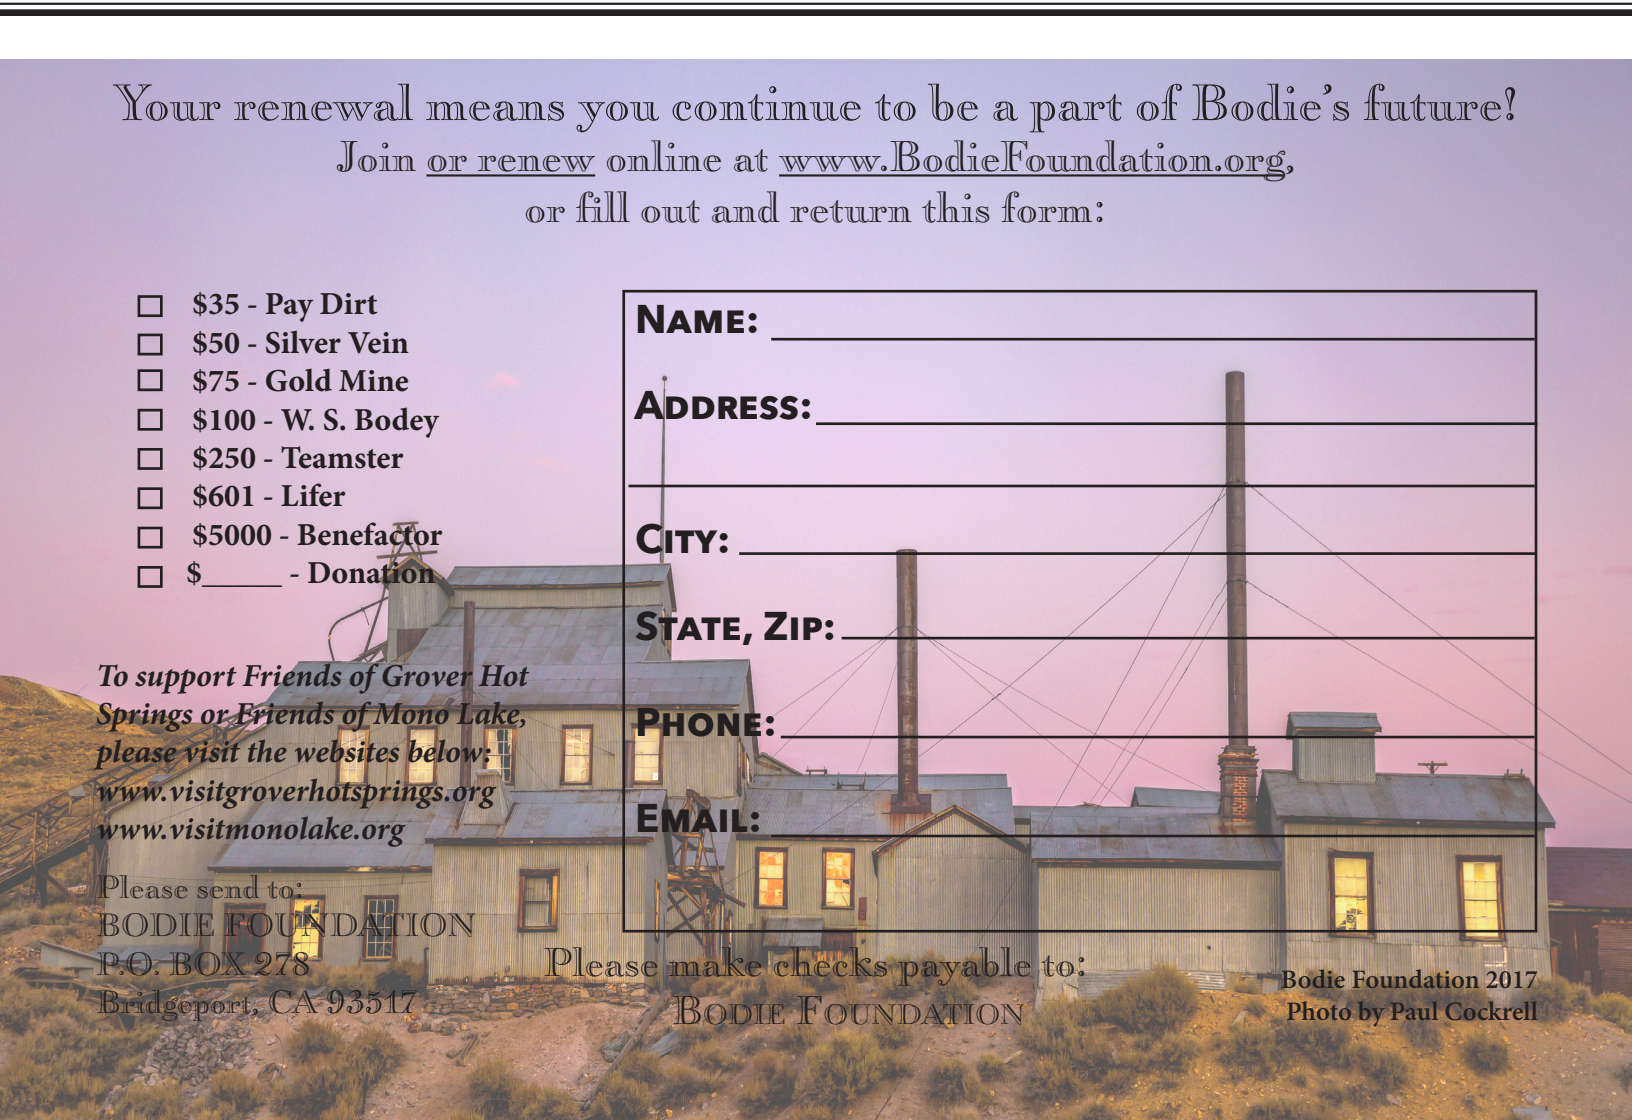 Your renewal means you continue to be a part of Bodie's future!
Join or renew online at www.BodieFoundation.org,
or fill out and return this form:
$35 - Pay Dirt
$50 - Silver Vein
$75 - Gold Mine
$100 - W. S. Bodey
$250 - Teamster
$601 - Lifer
$5000 - Benefactor
$_____ - Donation
To support Friends of Grover Hot
Springs or Friends of Mono Lake,
please visit the websites below:
www.visitgroverhotsprings.org
www.visitmonolake.org
Please send to:
BODIE FOUNDATION
P.O. BOX 278
Bridgeport, CA 93517
NAME:
ADDRESS:
CITY:
STATE, ZIP:
PHONE:
EMAIL:
Please make checks payable to:
BODIE FOUNDATION
Bodie Foundation 2017
Photo by Paul Cockrell